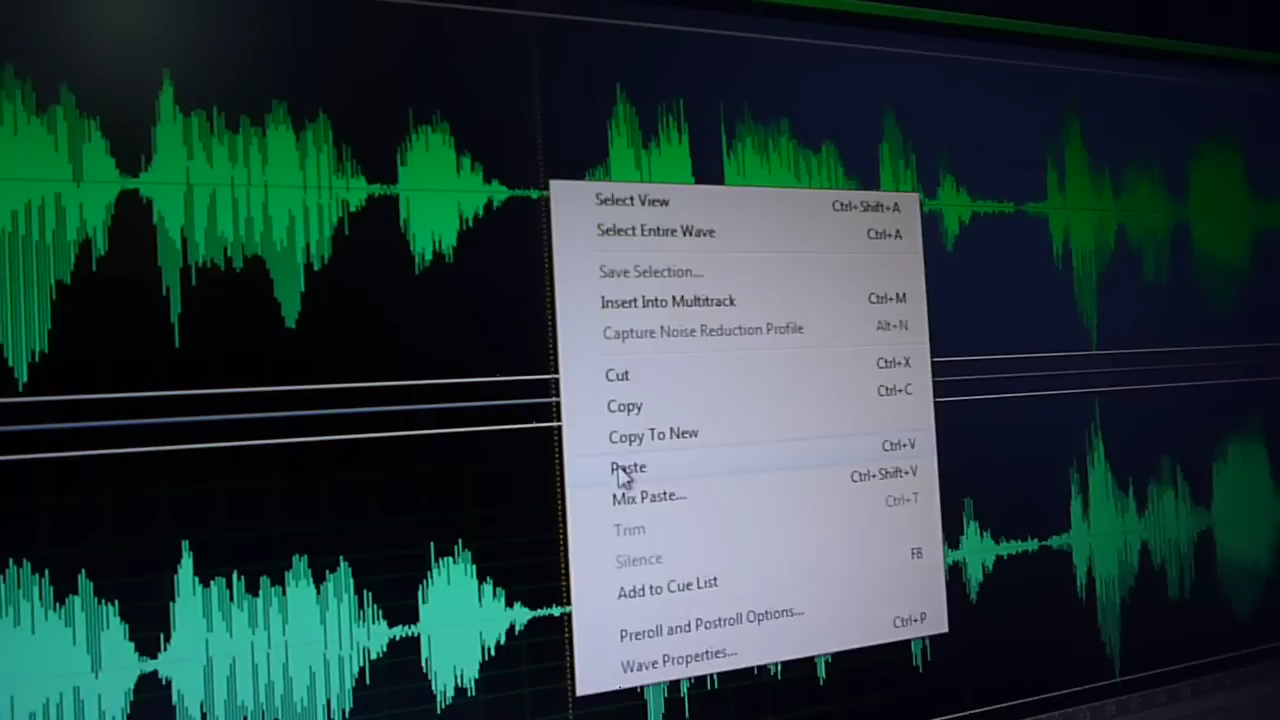 Select View Ctrl+Shift+A
Select Entire Wave Ctrl+A
Save Selection...
Insert Into Multitrack Ctrl+M
Capture Noise Reduction Profile Alt+N
Cut Ctrl+X
Copy Ctrl+C
Copy To New
Paste Ctrl+V
Mix Paste... Ctrl+Shift+V
Trim Ctrl+T
Silence
Add to Cue List F8
Preroll and Postroll Options...
Wave Properties... Ctrl+P